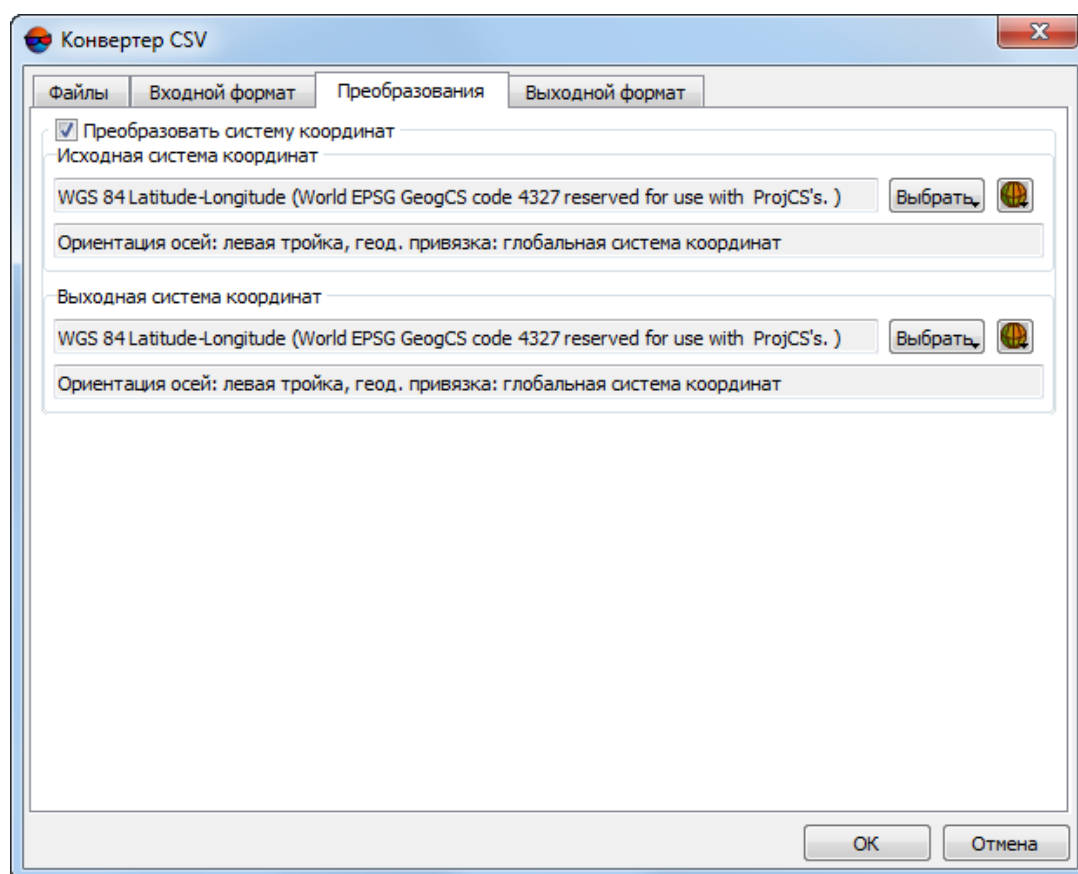 Конвертер CSV
Файлы Входной формат Преобразования Выходной формат
Преобразовать систему координат
Исходная система координат
WGS 84 Latitude-Longitude (World EPSG GeogCS code 4327 reserved for use with ProjCS's. ) Выбрать
Ориентация осей: левая тройка, геод. привязка: глобальная система координат
Выходная система координат
WGS 84 Latitude-Longitude (World EPSG GeogCS code 4327 reserved for use with ProjCS's. ) Выбрать
Ориентация осей: левая тройка, геод. привязка: глобальная система координат
ОК Отмена